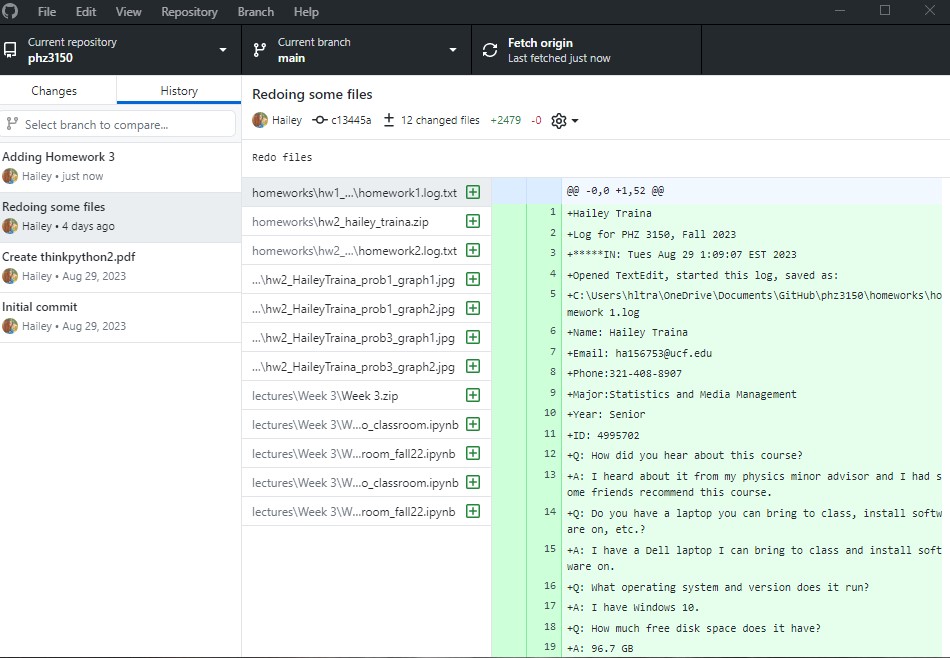 File Edit View Repository Branch Help
Current repository
phz3150
Current branch
main
Fetch origin
Last fetched just now
Changes
History
Select branch to compare...
Adding Homework 3
Hailey • just now
Redoing some files
Hailey • 4 days ago
Create thinkpython2.pdf
Hailey • Aug 29, 2023
Initial commit
Hailey • Aug 29, 2023
Redoing some files
Hailey c13445a 12 changed files +2479 -0
Redo files
homeworks\hw1_...\homework1.log.txt
homeworks\hw2_hailey_traina.zip
homeworks\hw2_...\homework2.log.txt
...\hw2_HaileyTraina_prob1_graph1.jpg
...\hw2_HaileyTraina_prob1_graph2.jpg
...\hw2_HaileyTraina_prob3_graph1.jpg
...\hw2_HaileyTraina_prob3_graph2.jpg
lectures\Week 3\Week 3.zip
lectures\Week 3\W...o_classroom.ipynb
lectures\Week 3\W...room_fall22.ipynb
lectures\Week 3\W...o_classroom.ipynb
lectures\Week 3\W...room_fall22.ipynb
@@ -0,0 +1,52 @@
1 +Hailey Traina
2 +Log for PHZ 3150, Fall 2023
3 +*****IN: Tues Aug 29 1:09:07 EST 2023
4 +Opened TextEdit, started this log, saved as:
5 +C:\Users\hltra\OneDrive\Documents\GitHub\phz3150\homeworks\ho
mework 1.log
6 +Name: Hailey Traina
7 +Email: ha156753@ucf.edu
8 +Phone:321-408-8907
9 +Major:Statistics and Media Management
10 +Year: Senior
11 +ID: 4995702
12 +Q: How did you hear about this course?
13 +A: I heard about it from my physics minor advisor and I had s
ome friends recommend this course.
14 +Q: Do you have a laptop you can bring to class, install softw
are on, etc.?
15 +A: I have a Dell laptop I can bring to class and install soft
ware on.
16 +Q: What operating system and version does it run?
17 +A: I have Windows 10.
18 +Q: How much free disk space does it have?
19 +A: 96.7 GB